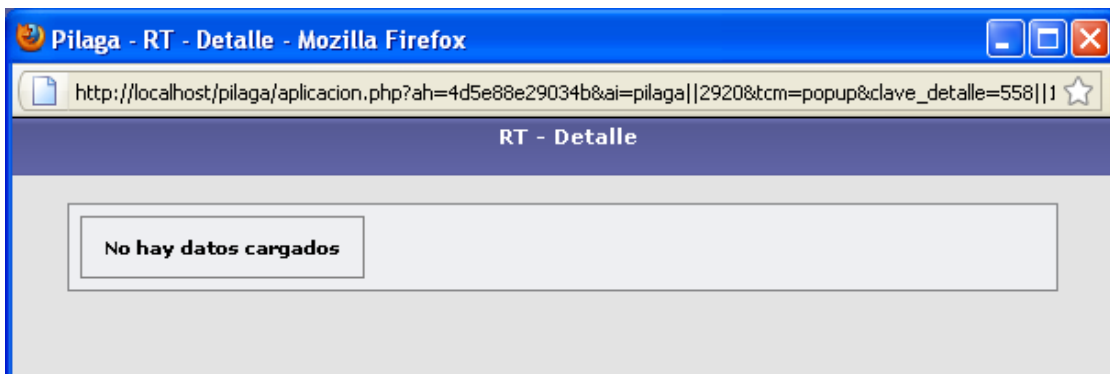 Pilaga - RT - Detalle - Mozilla Firefox
http://localhost/pilaga/aplicacion.php?ah=4d5e88e29034b&ai=pilaga||2920&tcm=popup&clave_detalle=558||1
RT - Detalle
No hay datos cargados